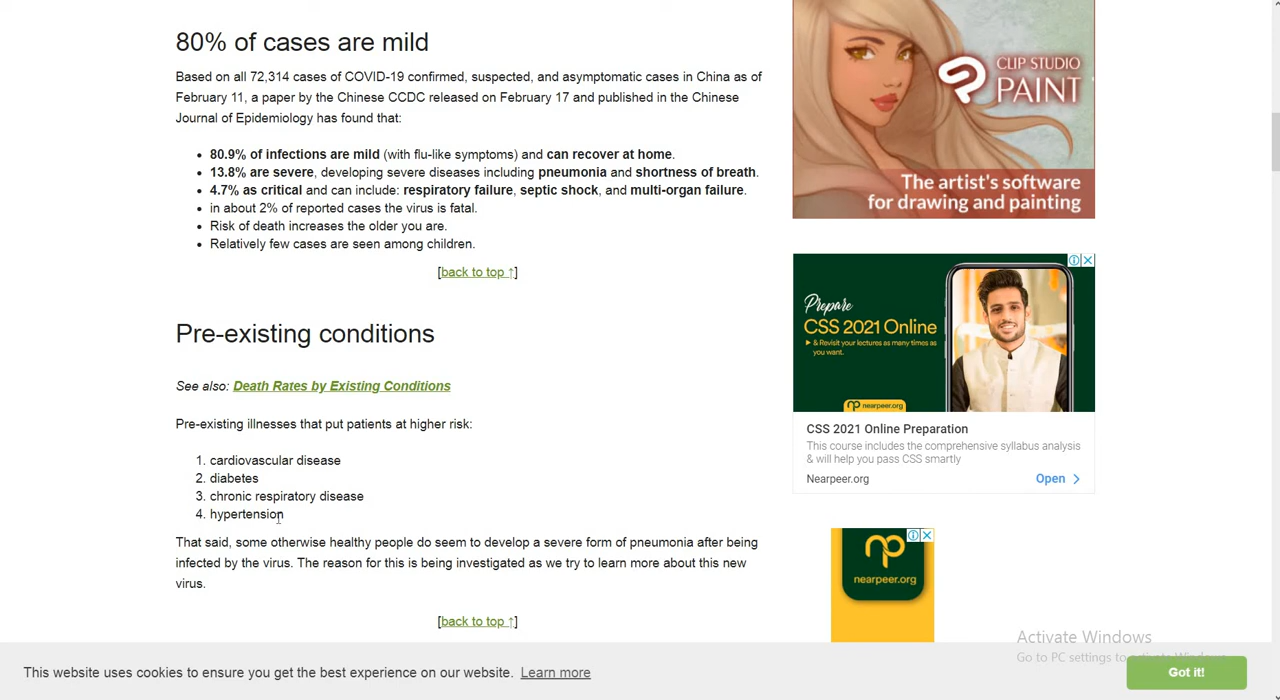 80% of cases are mild
Based on all 72,314 cases of COVID-19 confirmed, suspected, and asymptomatic cases in China as of
February 11, a paper by the Chinese CCDC released on February 17 and published in the Chinese
Journal of Epidemiology has found that:
• 80.9% of infections are mild (with flu-like symptoms) and can recover at home.
• 13.8% are severe, developing severe diseases including pneumonia and shortness of breath.
• 4.7% as critical and can include: respiratory failure, septic shock, and multi-organ failure.
• in about 2% of reported cases the virus is fatal.
• Risk of death increases the older you are.
• Relatively few cases are seen among children.
[back to top ↑]
Pre-existing conditions
See also: Death Rates by Existing Conditions
Pre-existing illnesses that put patients at higher risk:
1. cardiovascular disease
2. diabetes
3. chronic respiratory disease
4. hypertension
That said, some otherwise healthy people do seem to develop a severe form of pneumonia after being
infected by the virus. The reason for this is being investigated as we try to learn more about this new
virus.
[back to top ↑]
CLIP STUDIO
PAINT
The artist's software
for drawing and painting
Prepare
CSS 2021 Online
▶ & Revisit your lectures as many times as
you want.
nearpeer.org
CSS 2021 Online Preparation
This course includes the comprehensive syllabus analysis
& will help you pass CSS smartly
Nearpeer.org
Open
nearpeer.org
Activate Windows
Go to PC settings to activate Windows.
This website uses cookies to ensure you get the best experience on our website. Learn more
Got it!